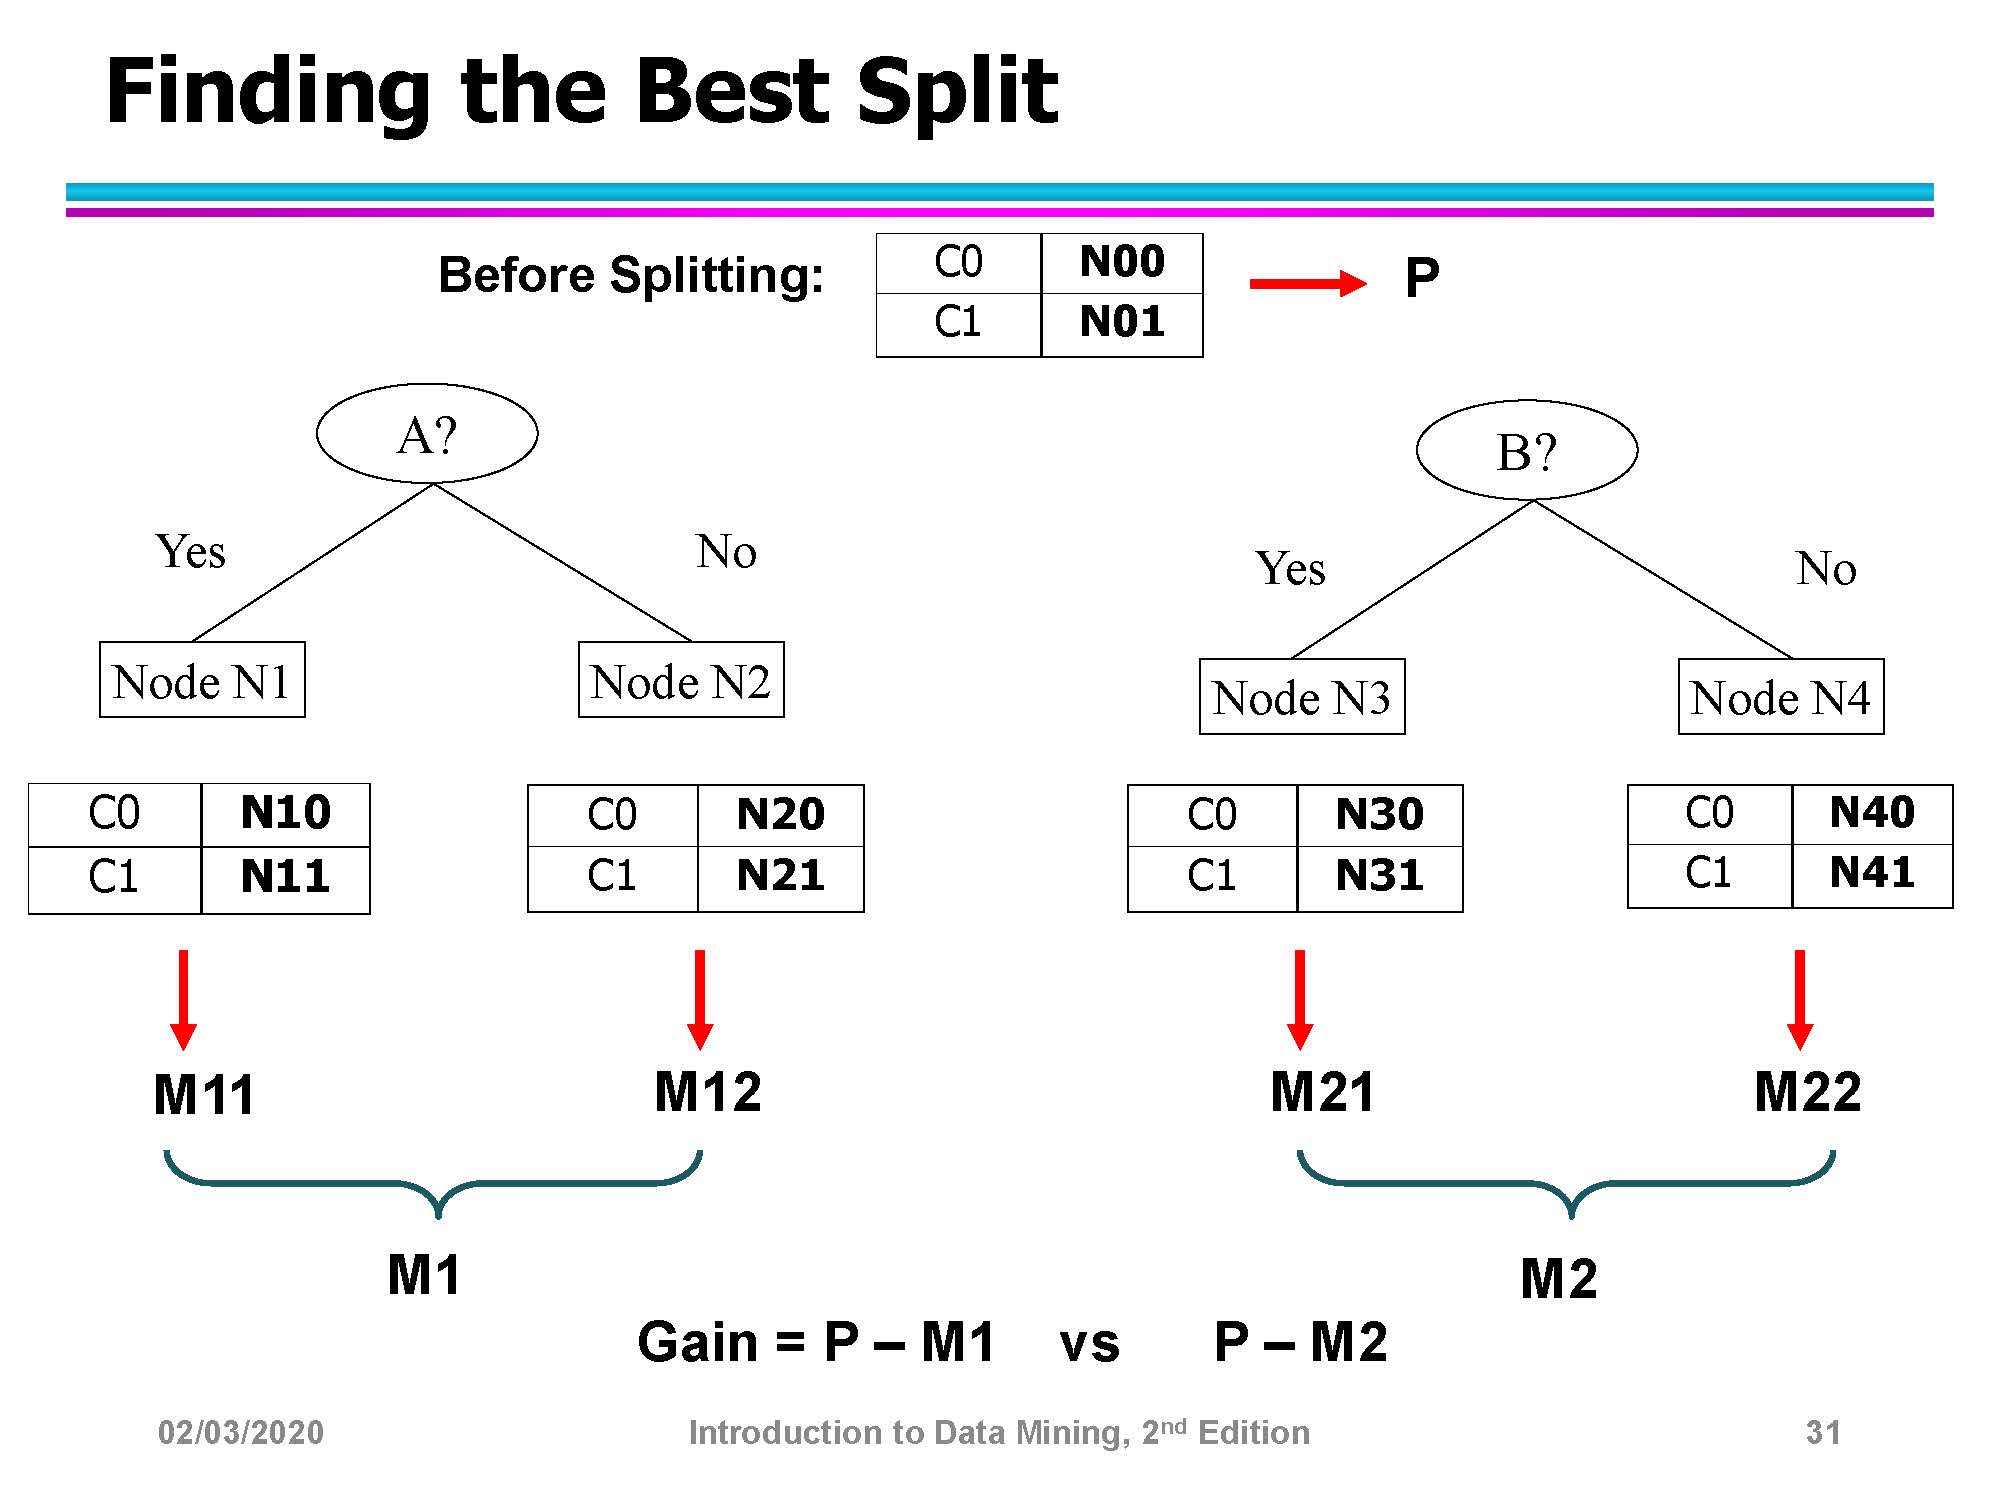 Finding the Best Split
Before Splitting:
C0 N00
C1 N01
P
A?
B?
Yes
No
Yes
No
Node N1
Node N2
Node N3
Node N4
C0 N10
C1 N11
C0 N20
C1 N21
C0 N30
C1 N31
C0 N40
C1 N41
M11
M12
M21
M22
M1
M2
Gain = P – M1 vs P – M2
02/03/2020
Introduction to Data Mining, 2nd Edition
31